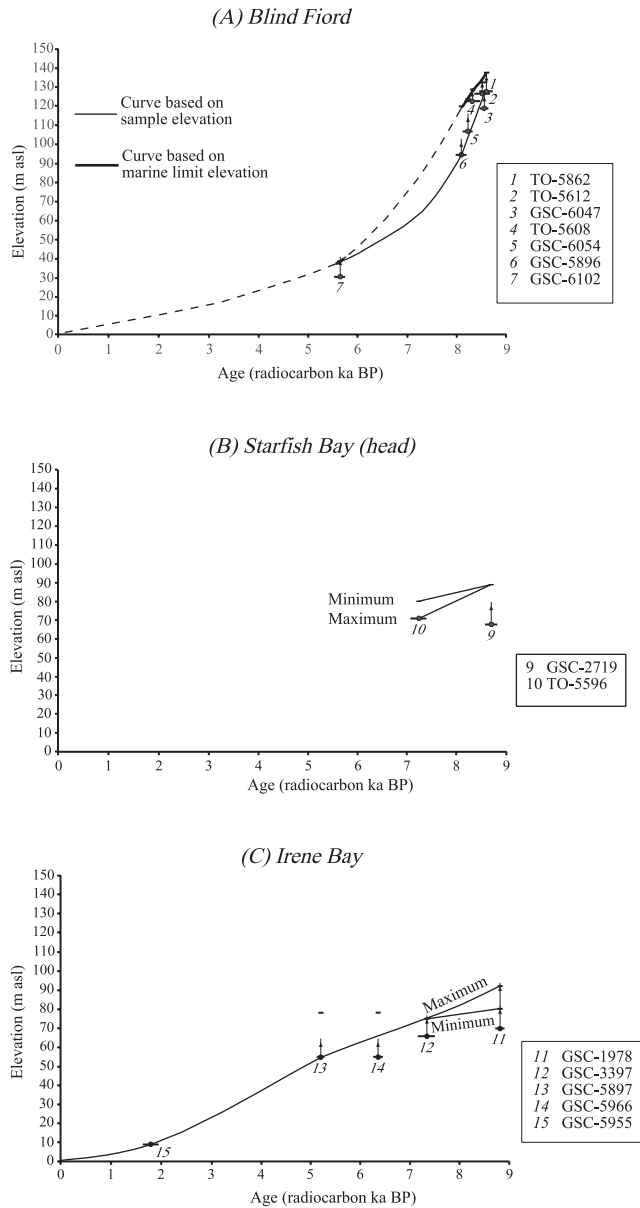 (A) Blind Fiord
150
140
130
120
110
100
90
80
70
60
50
40
30
20
10
0
Elevation (m asl)
Curve based on
sample elevation
Curve based on
marine limit elevation
1
2
3
4
5
6
7
1 TO-5862
2 TO-5612
3 GSC-6047
4 TO-5608
5 GSC-6054
6 GSC-5896
7 GSC-6102
0 1 2 3 4 5 6 7 8 9
Age (radiocarbon ka BP)
(B) Starfish Bay (head)
150
140
130
120
110
100
90
80
70
60
50
40
30
20
10
0
Elevation (m asl)
Minimum
Maximum
10
9
9 GSC-2719
10 TO-5596
0 1 2 3 4 5 6 7 8 9
Age (radiocarbon ka BP)
(C) Irene Bay
150
140
130
120
110
100
90
80
70
60
50
40
30
20
10
0
Elevation (m asl)
Maximum
Minimum
11
12
13
14
15
11 GSC-1978
12 GSC-3397
13 GSC-5897
14 GSC-5966
15 GSC-5955
0 1 2 3 4 5 6 7 8 9
Age (radiocarbon ka BP)